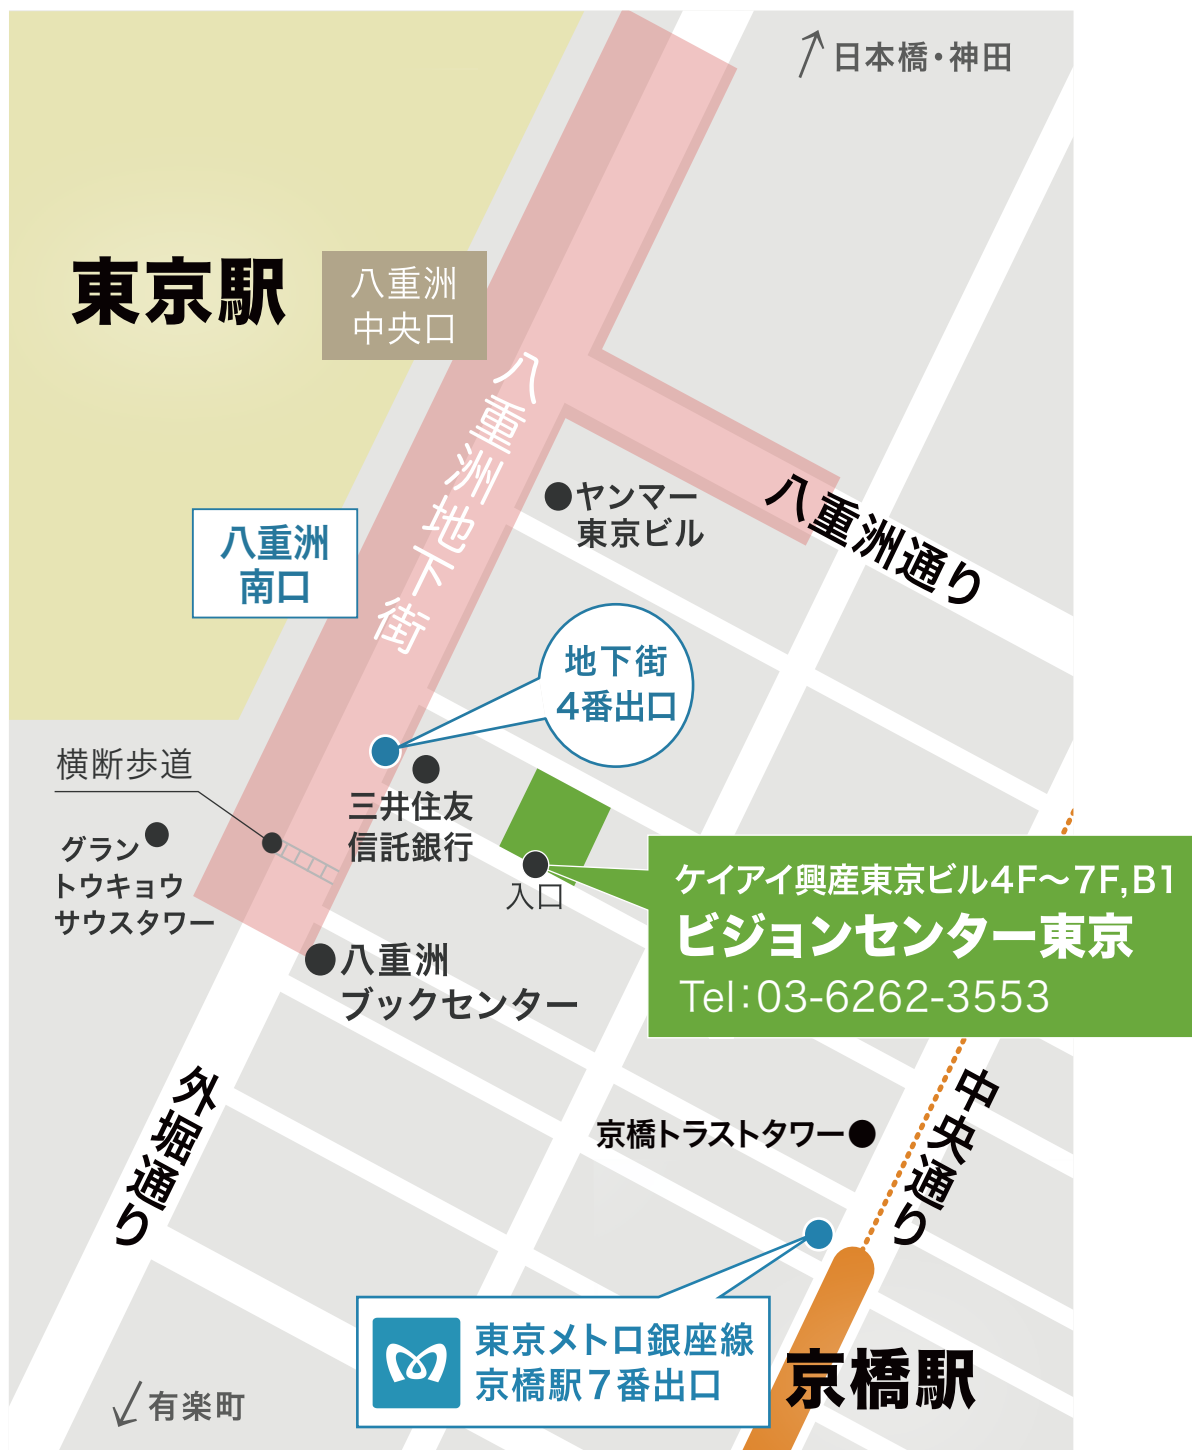 日本橋・神田
東京駅
八重洲
中央口
八重洲地下街
ヤンマー
東京ビル
八重洲通り
八重洲
南口
地下街
4番出口
横断歩道
三井住友
信託銀行
グラン
トウキョウ
サウスタワー
入口
ケイアイ興産東京ビル4F〜7F,B1
ビジョンセンター東京
Tel:03-6262-3553
八重洲
ブックセンター
外堀通り
中央通り
京橋トラストタワー
東京メトロ銀座線
京橋駅7番出口
京橋駅
有楽町